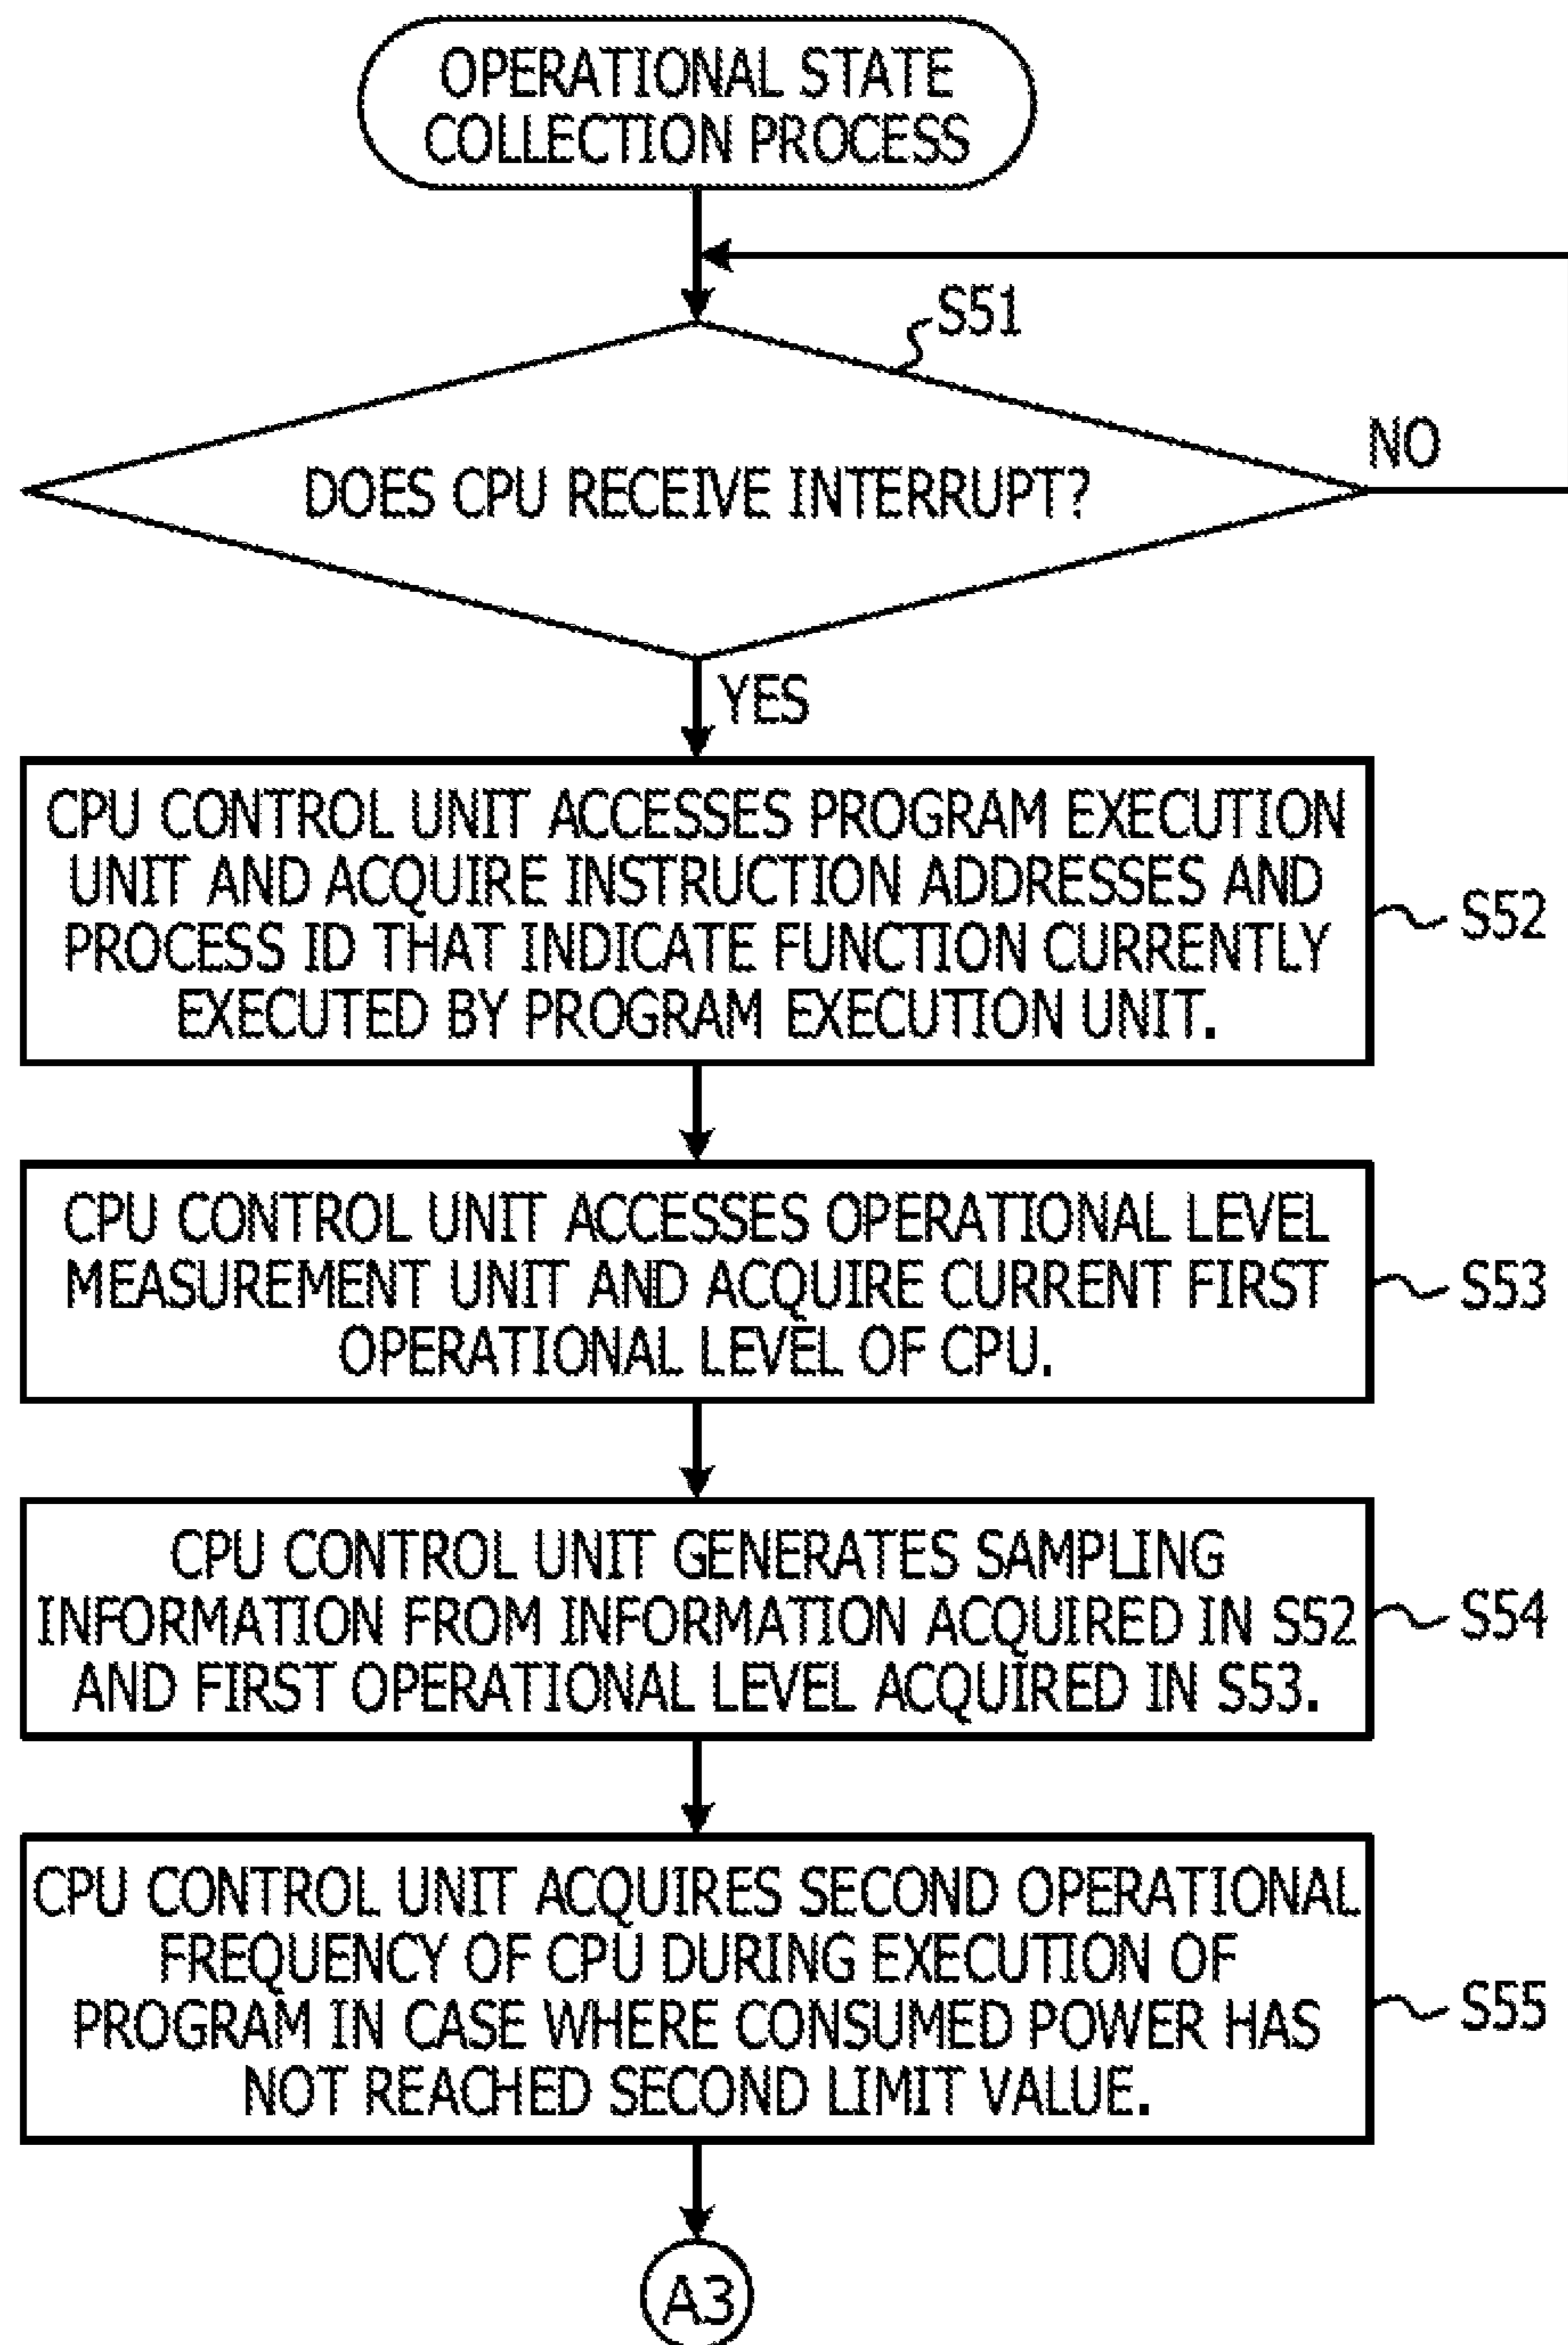 OPERATIONAL STATE
COLLECTION PROCESS
S51
NO
DOES CPU RECEIVE INTERRUPT?
YES
CPU CONTROL UNIT ACCESSES PROGRAM EXECUTION
UNIT AND ACQUIRE INSTRUCTION ADDRESSES AND
PROCESS ID THAT INDICATE FUNCTION CURRENTLY
EXECUTED BY PROGRAM EXECUTION UNIT.
S52
CPU CONTROL UNIT ACCESSES OPERATIONAL LEVEL
MEASUREMENT UNIT AND ACQUIRE CURRENT FIRST
OPERATIONAL LEVEL OF CPU.
S53
CPU CONTROL UNIT GENERATES SAMPLING
INFORMATION FROM INFORMATION ACQUIRED IN S52
AND FIRST OPERATIONAL LEVEL ACQUIRED IN S53.
S54
CPU CONTROL UNIT ACQUIRES SECOND OPERATIONAL
FREQUENCY OF CPU DURING EXECUTION OF
PROGRAM IN CASE WHERE CONSUMED POWER HAS
NOT REACHED SECOND LIMIT VALUE.
S55
A3